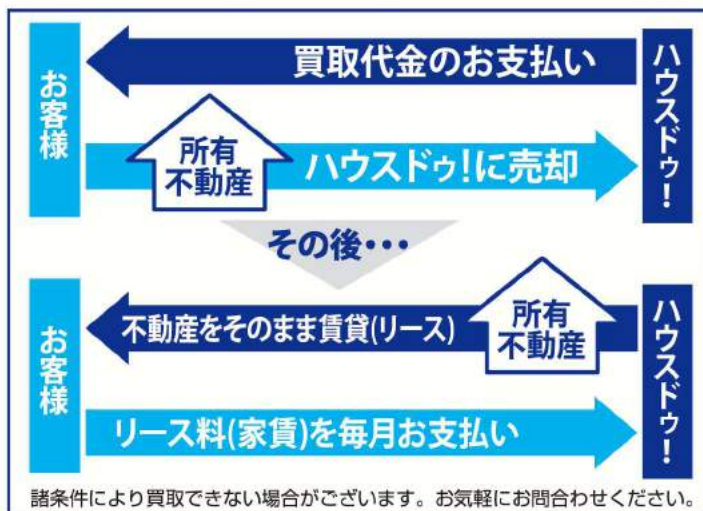 お客様
買取代金のお支払い
ハウスドゥ!
所有
不動産
ハウスドゥ!に売却
その後・・・
お客様
不動産をそのまま賃貸(リース)
所有
不動産
ハウスドゥ!
リース料(家賃)を毎月お支払い
諸条件により買取できない場合がございます。お気軽にお問合わせください。